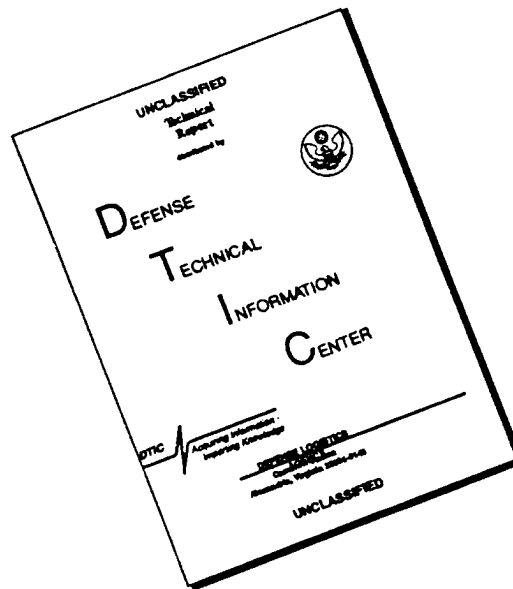 UNCLASSIFIED
Technical
Report
distributed by
DEFENSE
TECHNICAL
INFORMATION
CENTER
DTIC
Acquiring Information -
Imparting Knowledge
DEFENSE LOGISTICS
Cameron Station
Alexandria, Virginia
UNCLASSIFIED